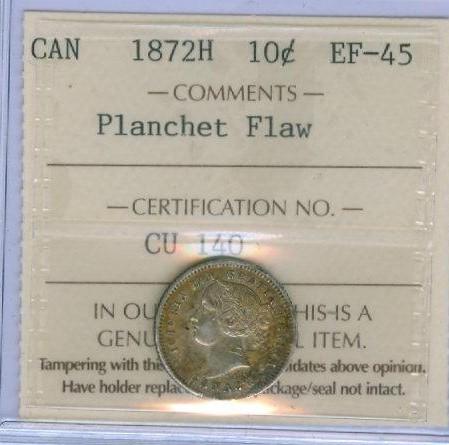 CAN 1872H 10¢ EF-45
— COMMENTS —
Planchet Flaw
— CERTIFICATION NO. —
CU 140
IN OU HIS IS A
GENU L ITEM.
Tampering with the idates above opinion.
Have holder replac ckage/seal not intact.